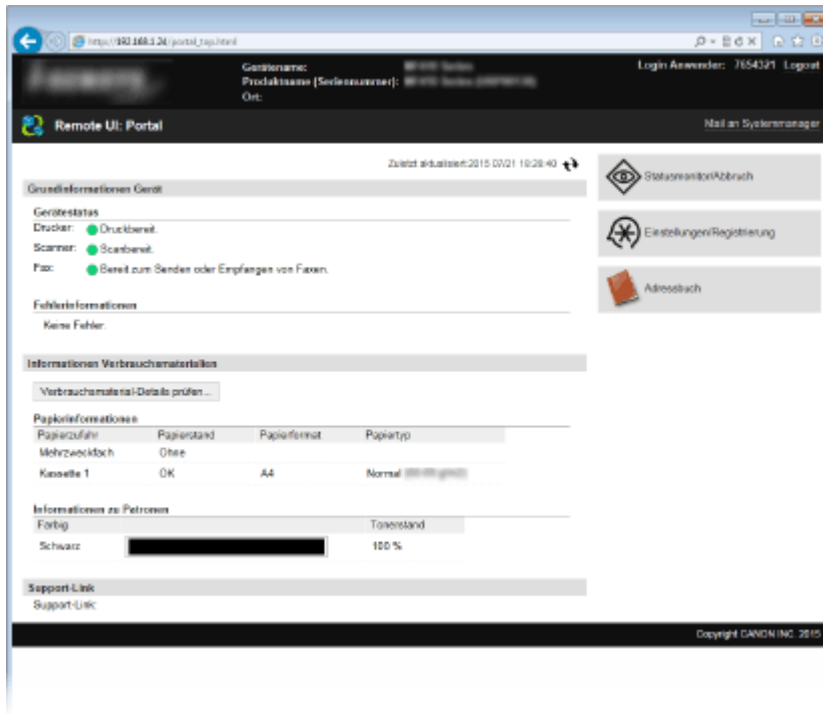 http://192.168.1.24/portal_top.html
Gerätename:
Produktname (Seriennummer):
Ort:
Login Anwender: 7654321 Logout
Remote UI: Portal
Mail an Systemmanager
Zuletzt aktualisiert:2015 07/21 10:28:40
Grundinformationen Gerät
Gerätestatus
Drucker: Druckbereit.
Scanner: Scanbereit.
Fax: Bereit zum Senden oder Empfangen von Faxen.
Fehlerinformationen
Keine Fehler.
Statusmonitor/Abbruch
Einstellungen/Registrierung
Adressbuch
Informationen Verbrauchsmaterialien
Verbrauchsmaterial-Details prüfen...
Papierinformationen
Papierzufuhr Papierstand Papierformat Papiertyp
Mehrzweckfach Ohne
Kassette 1 OK A4 Normal
Informationen zu Patronen
Farbig Tonerstand
Schwarz 100 %
Support-Link
Support-Link:
Copyright CANON INC. 2015